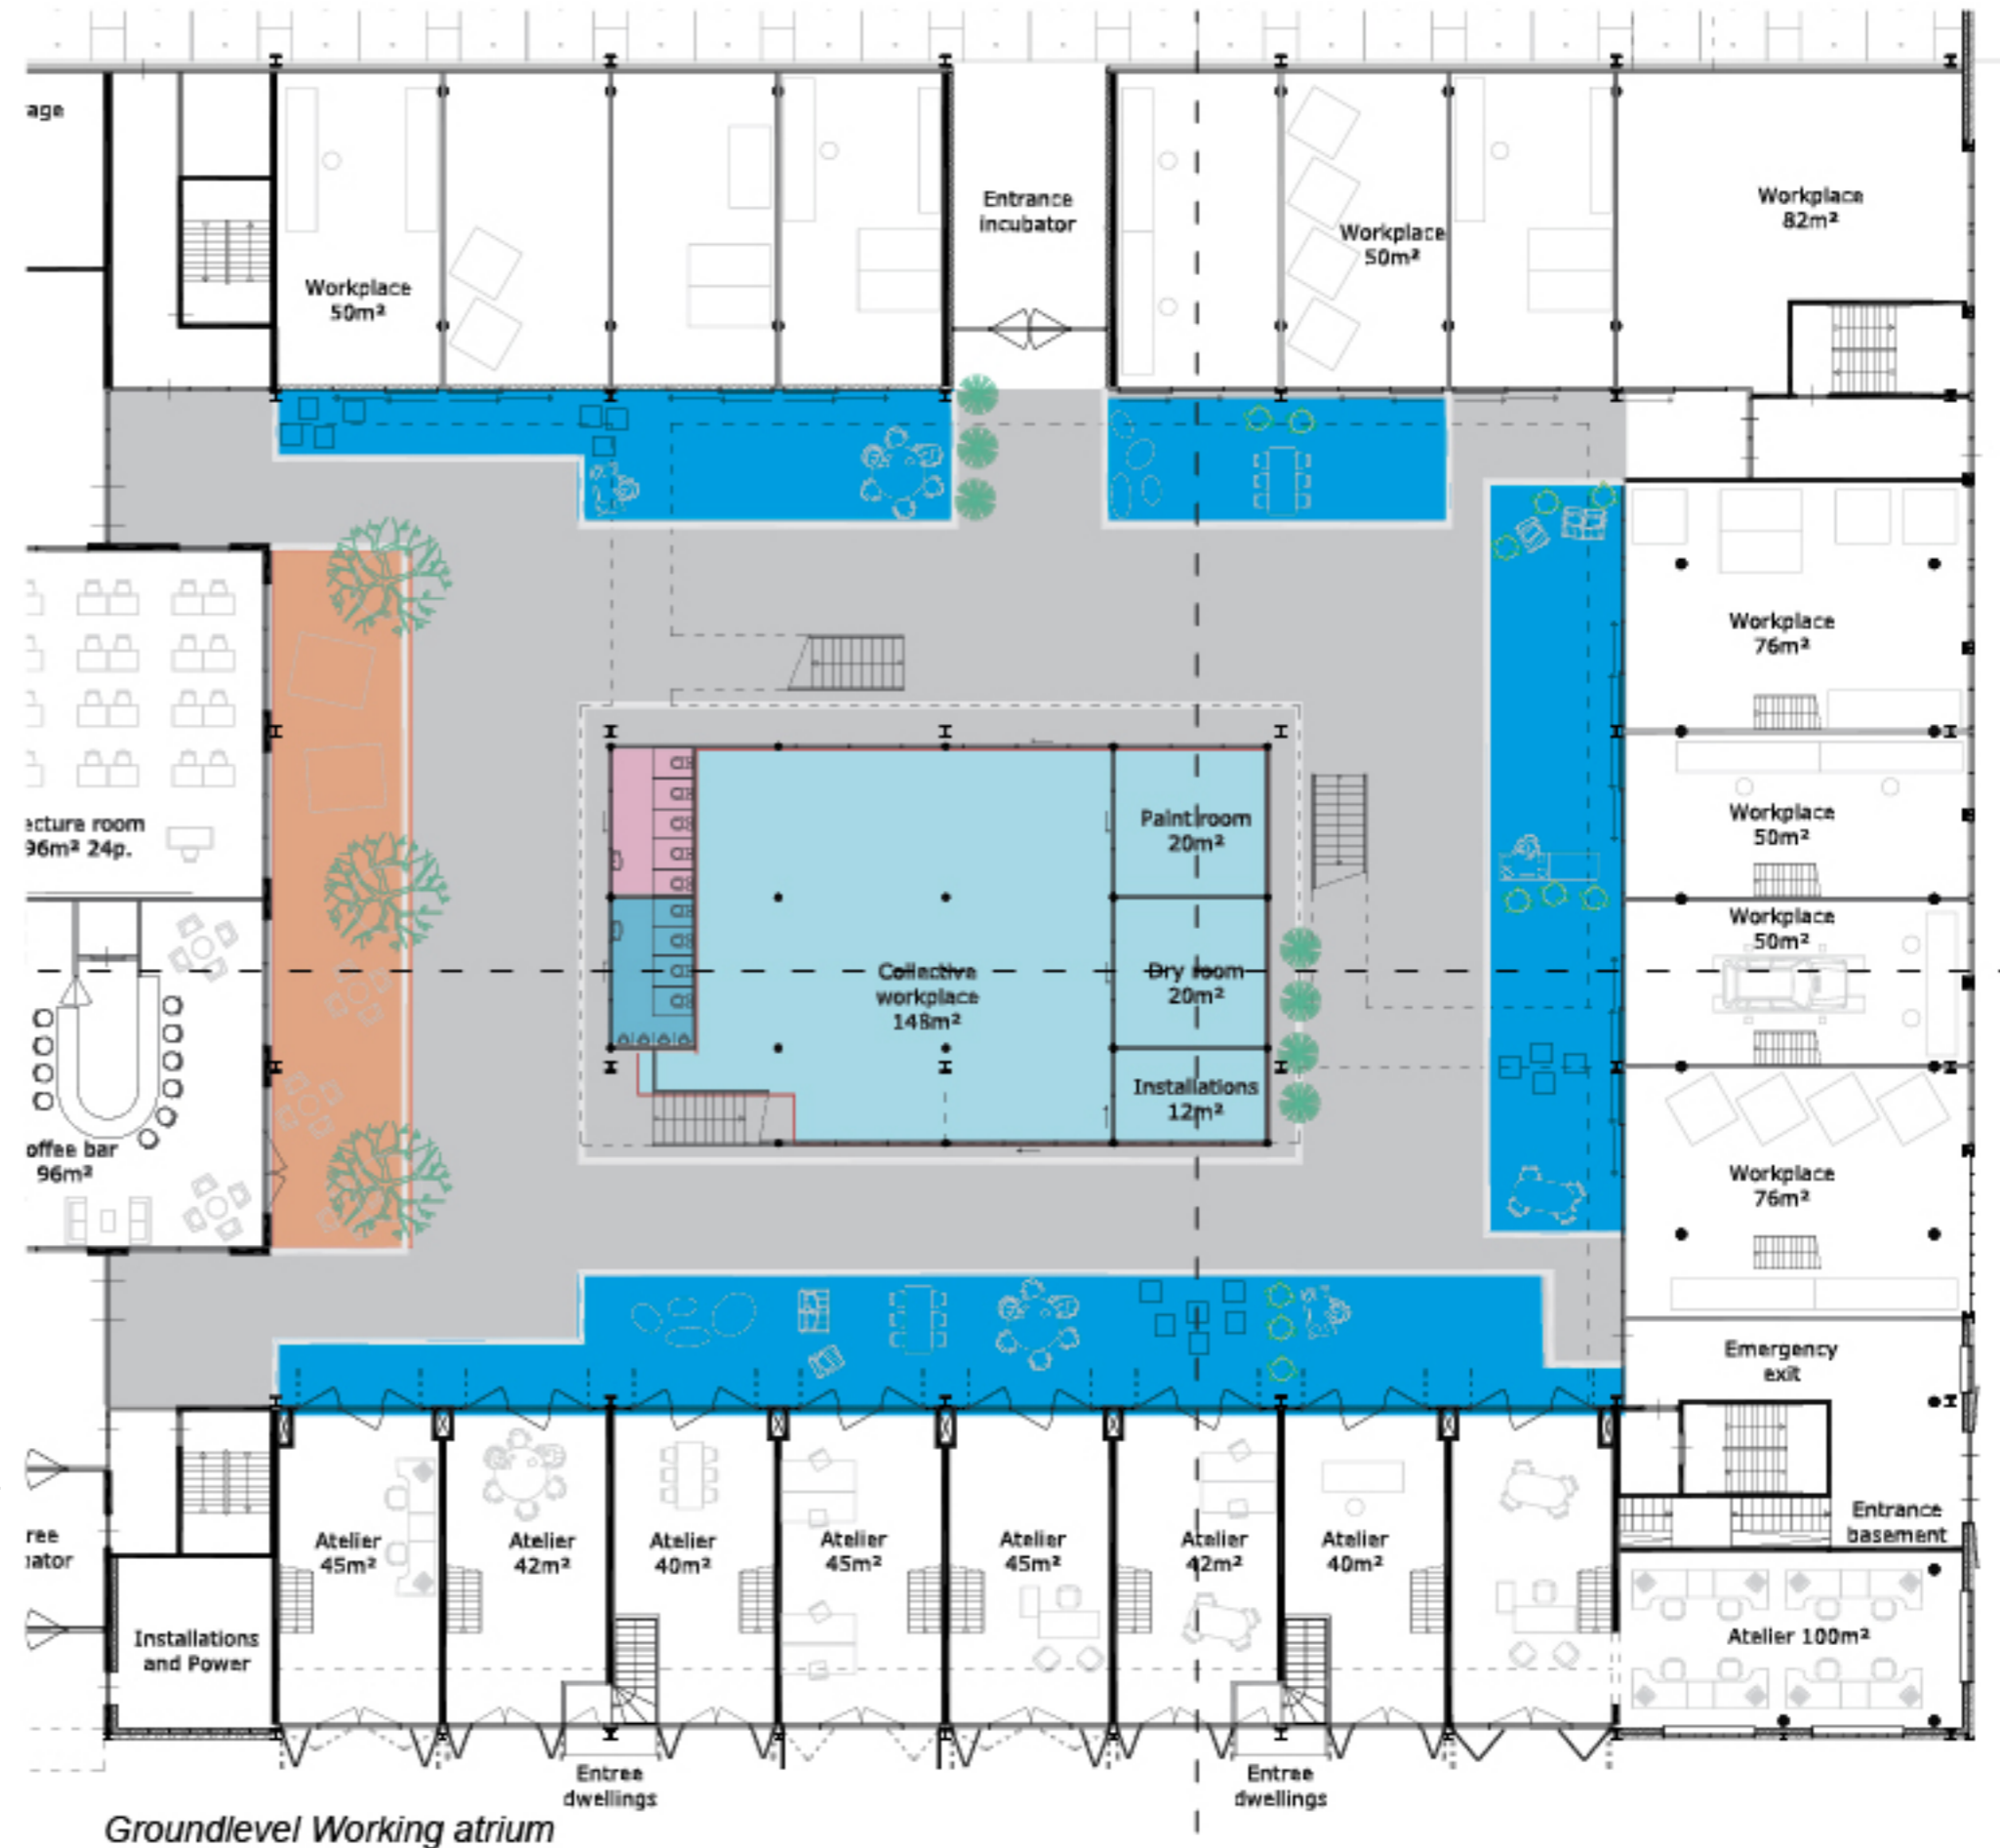 age
Entrance
incubator
Workplace
82m²
Workplace
50m²
Workplace
50m²
Workplace
76m²
ecture room
96m² 24p.
Paint room
20m²
Workplace
50m²
Workplace
50m²
Collective
workplace
148m²
Dry room
20m²
Installations
12m²
offee bar
96m²
Workplace
76m²
Emergency
exit
Entrance
basement
ree
ator
Atelier
45m²
Atelier
42m²
Atelier
40m²
Atelier
45m²
Atelier
45m²
Atelier
42m²
Atelier
40m²
Installations
and Power
Atelier 100m²
Entree
dwellings
Entree
dwellings
Groundlevel Working atrium